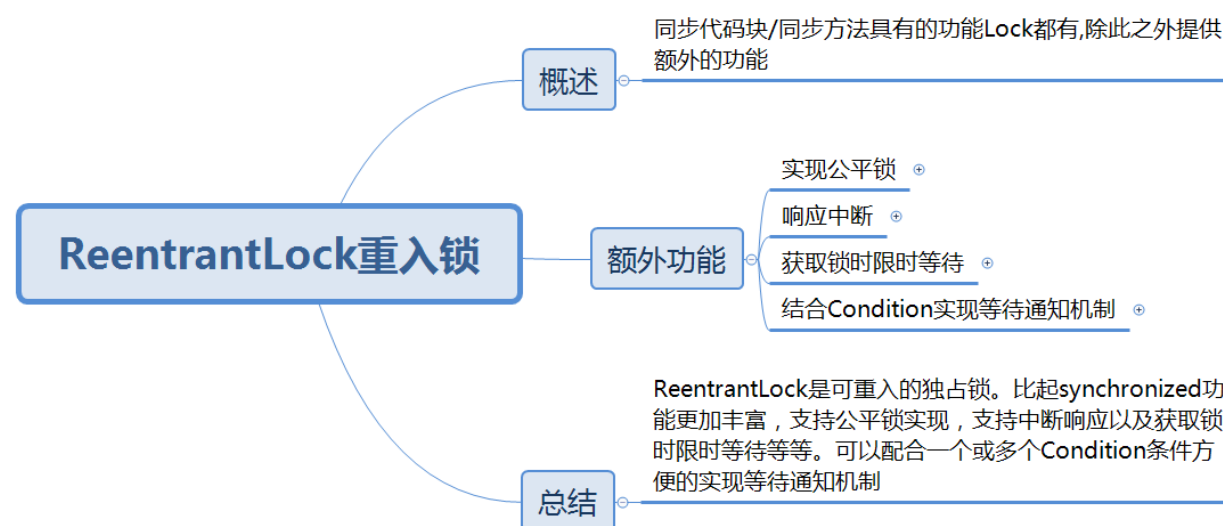 同步代码块/同步方法具有的功能Lock都有,除此之外提供
额外的功能
概述
实现公平锁
响应中断
ReentrantLock重入锁
额外功能
获取锁时限时等待
结合Condition实现等待通知机制
ReentrantLock是可重入的独占锁。比起synchronized功
能更加丰富，支持公平锁实现，支持中断响应以及获取锁
时限时等待等等。可以配合一个或多个Condition条件方
便的实现等待通知机制
总结